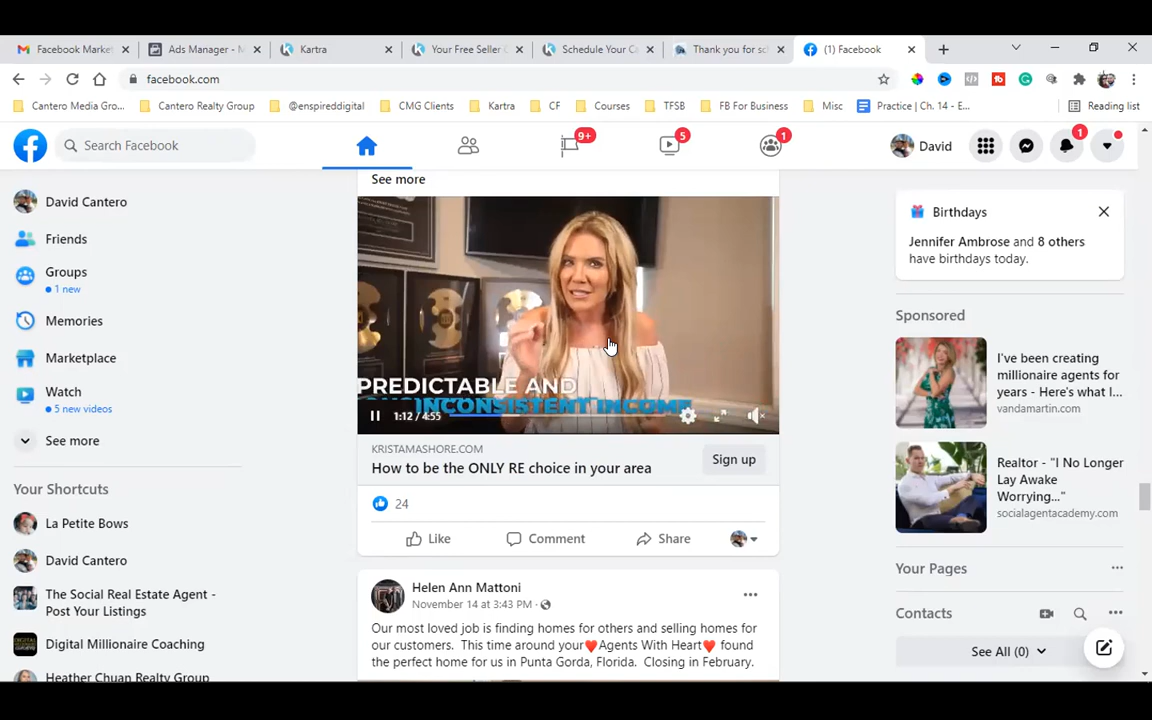 Facebook Marke
Ads Manager - M
Kartra
Your Free Seller C
Schedule Your Ca
Thank you for sc
(1) Facebook
facebook.com
Cantero Media Gro...
Cantero Realty Group
@enspireddigital
CMG Clients
Kartra
CF
Courses
TFSB
FB For Business
Misc
Practice | Ch. 14 - E...
Reading list
Search Facebook
9+
5
1
David
1
David Cantero
Friends
Groups
1 new
Memories
Marketplace
Watch
5 new videos
See more
Your Shortcuts
La Petite Bows
David Cantero
The Social Real Estate Agent -
Post Your Listings
Digital Millionaire Coaching
Heather Chuan Realty Group
See more
PREDICTABLE AND
INCONSISTENT INCOME
1:12 / 4:55
KRISTAMASHORE.COM
How to be the ONLY RE choice in your area
Sign up
24
Like
Comment
Share
Helen Ann Mattoni
November 14 at 3:43 PM
Our most loved job is finding homes for others and selling homes for
our customers. This time around your❤Agents With Heart❤ found
the perfect home for us in Punta Gorda, Florida. Closing in February.
Birthdays
Jennifer Ambrose and 8 others
have birthdays today.
Sponsored
I've been creating
millionaire agents for
years - Here's what I...
vandamartin.com
Realtor - "I No Longer
Lay Awake
Worrying..."
socialagentacademy.com
Your Pages
Contacts
See All (0)